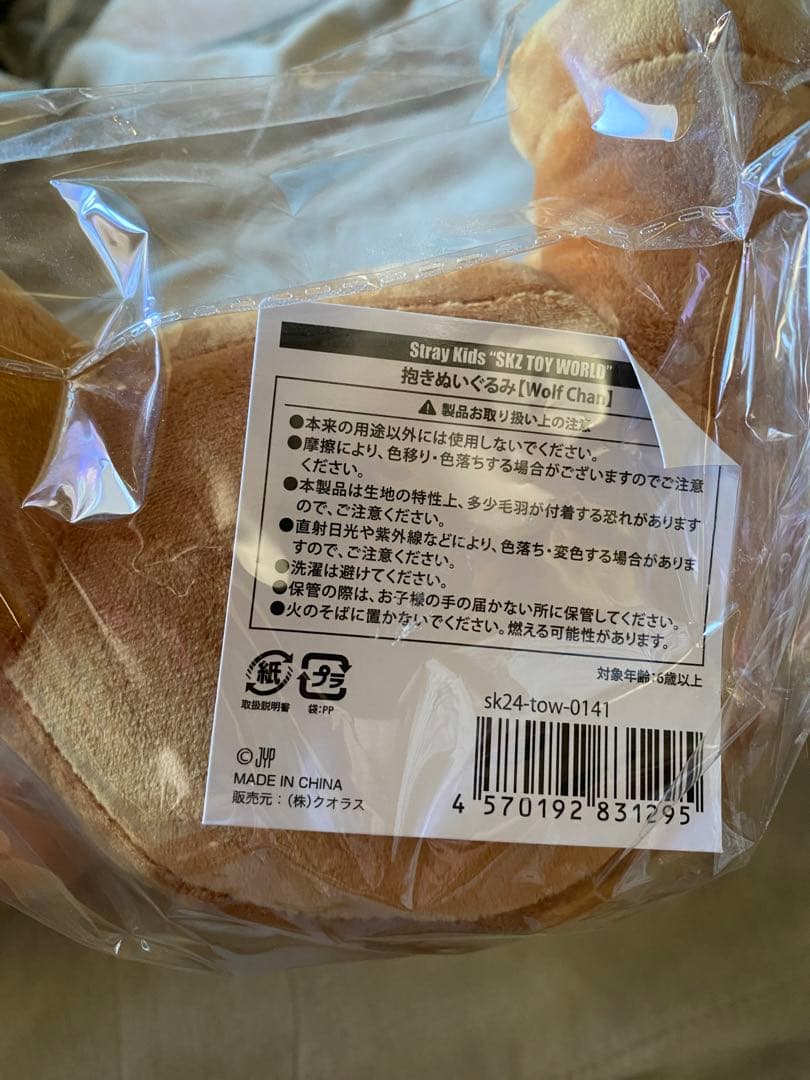 Stray Kids "SKZ TOY WORLD"
抱きぬいぐるみ【Wolf Chan】
製品お取り扱い上の注意
●本来の用途以外には使用しないでください。
●摩擦により、色移り・色落ちする場合がございますのでご注意
ください。
●本製品は生地の特性上、多少毛羽が付着する恐れがあります
ので、ご注意ください。
●直射日光や紫外線などにより、色落ち・変色する場合がありま
すので、ご注意ください。
●洗濯は避けてください。
●保管の際は、お子様の手の届かない所に保管してください。
●火のそばに置かないでください。燃える可能性があります。
対象年齢:6歳以上
紙 プラ
取扱説明書 袋:PP
sk24-tow-0141
© JYP
MADE IN CHINA
販売元：(株)クオラス
4 570192 831295